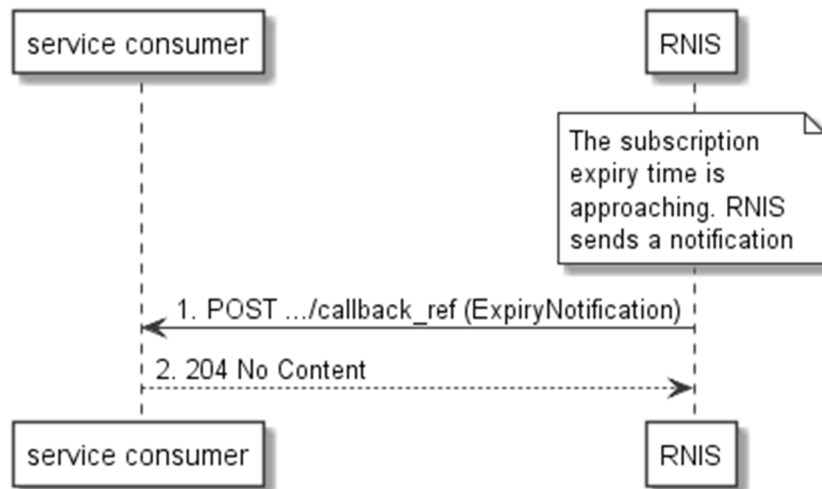 service consumer
RNIS
The subscription
expiry time is
approaching. RNIS
sends a notification
1. POST .../callback_ref (ExpiryNotification)
2. 204 No Content
service consumer
RNIS